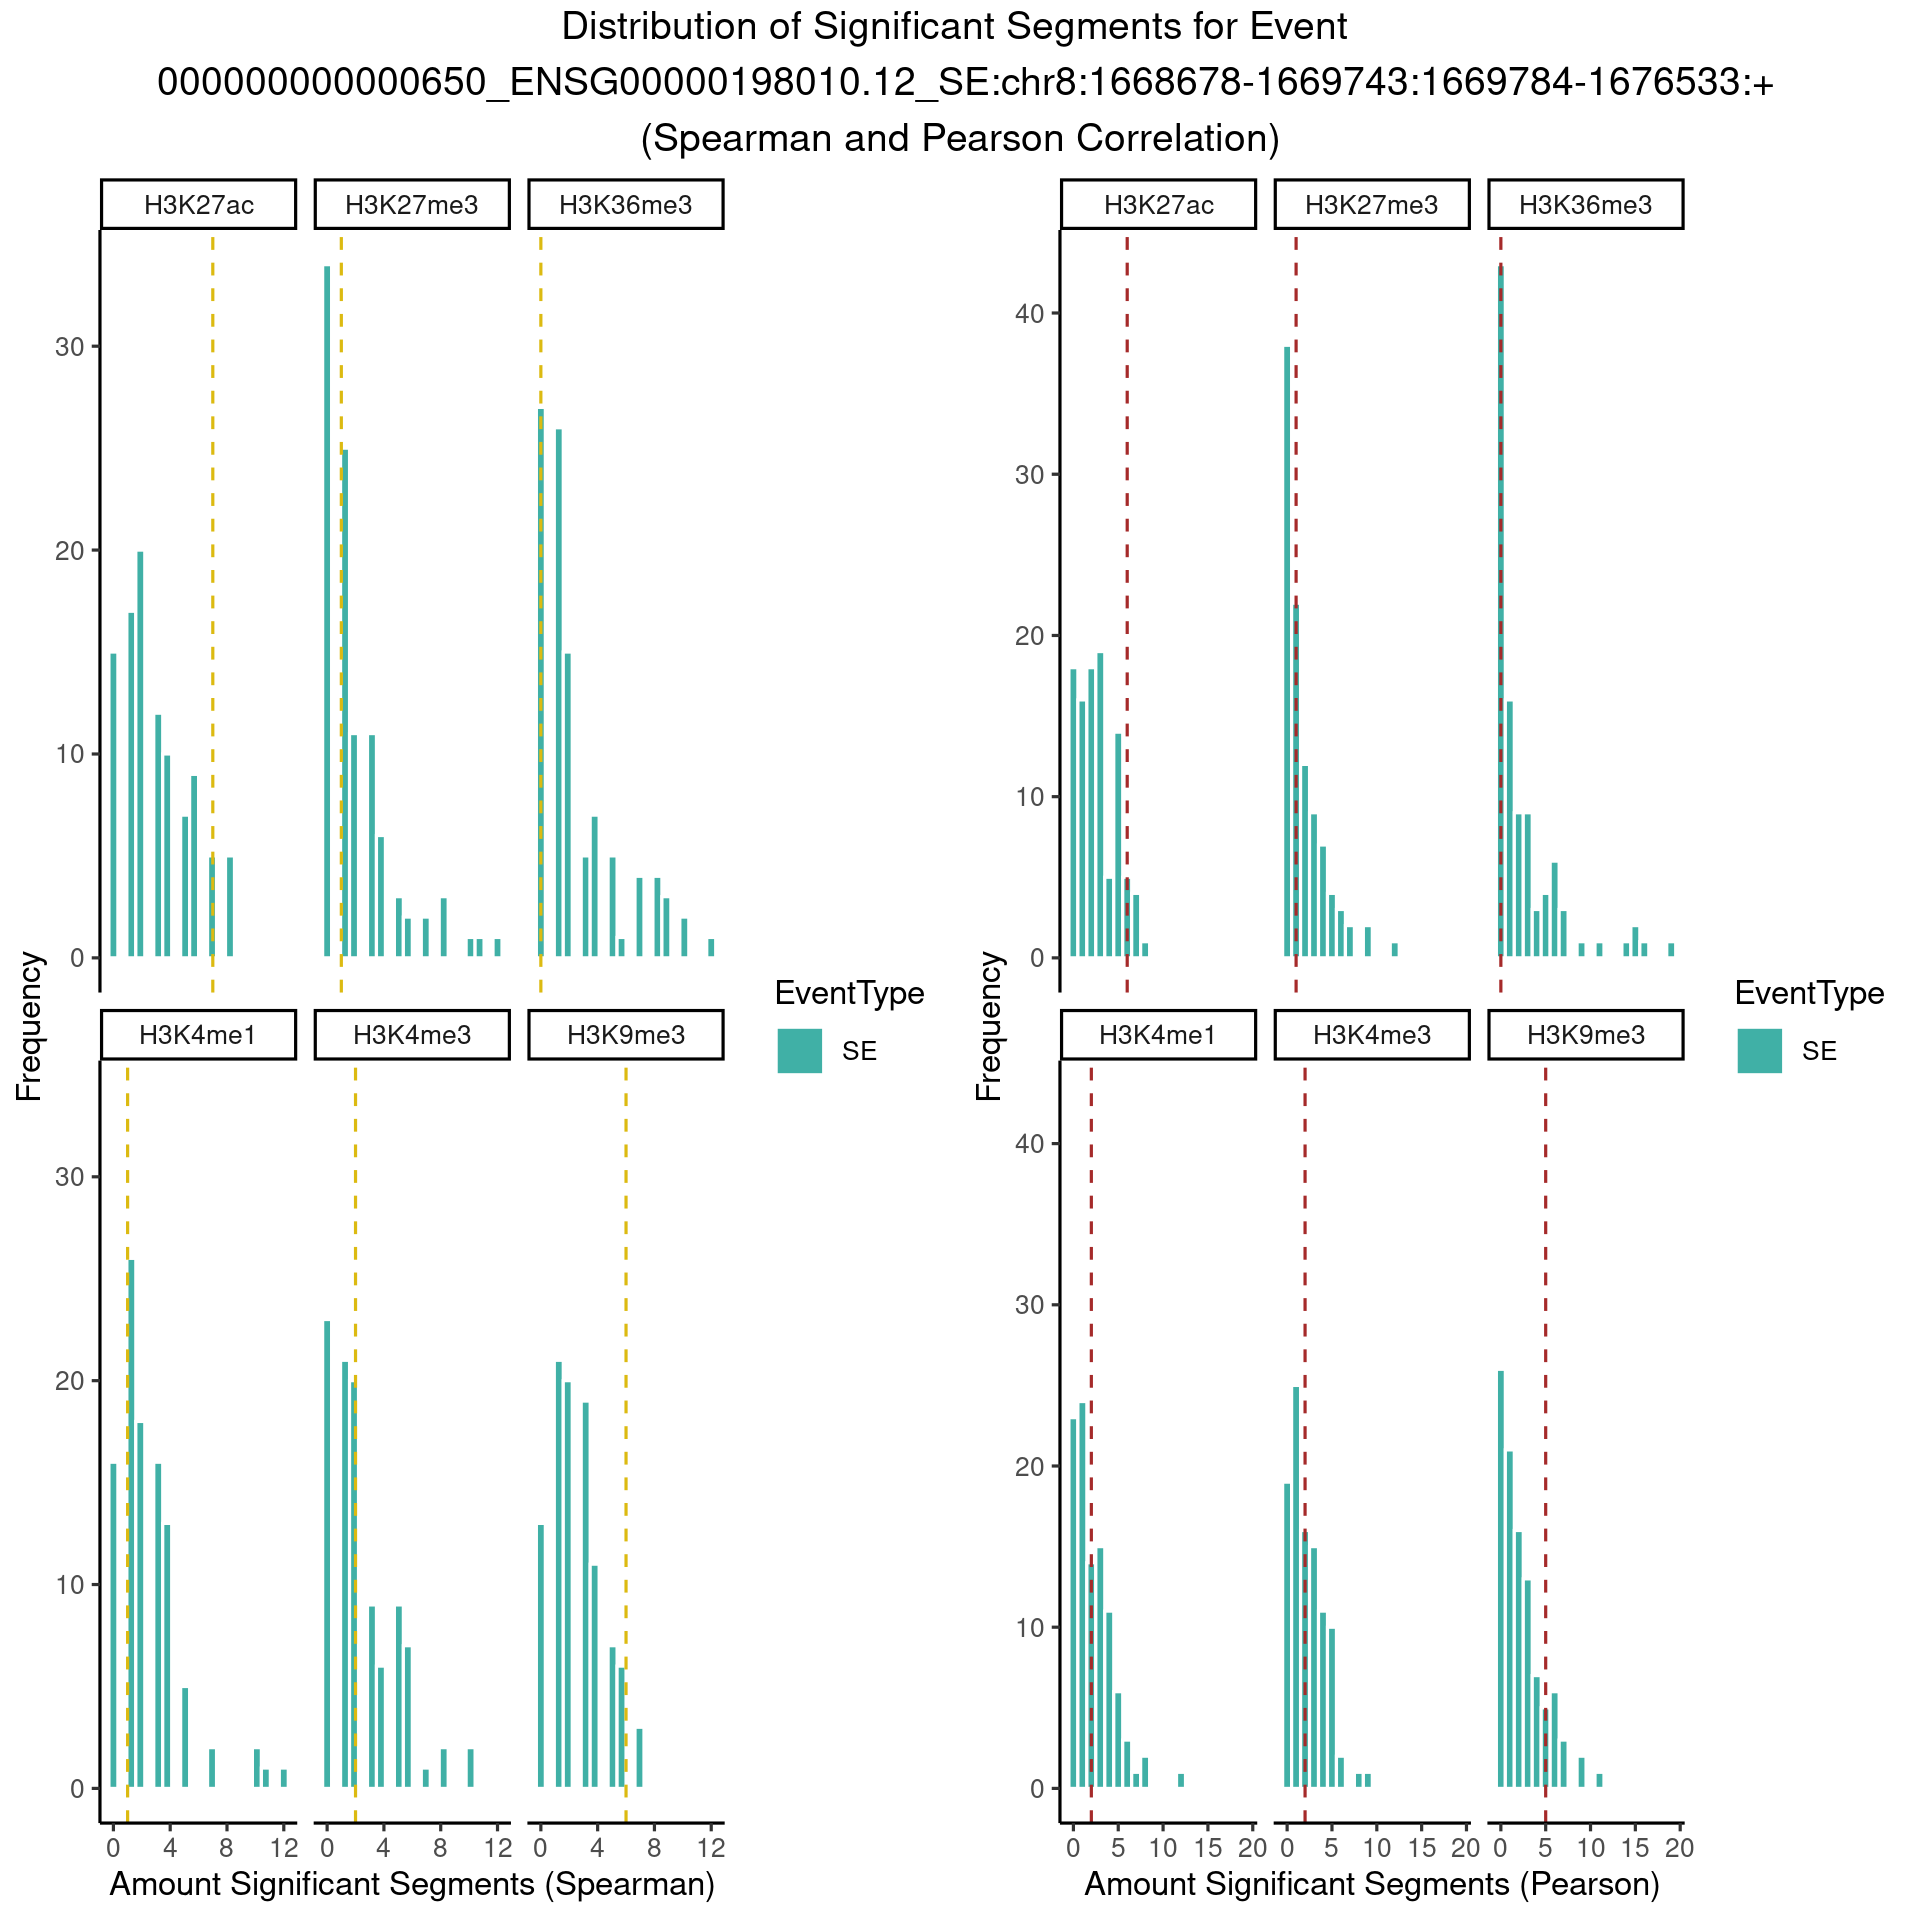 Distribution of Significant Segments for Event
000000000000650_ENSG00000198010.12_SE:chr8:1668678-1669743:1669784-1676533:+
(Spearman and Pearson Correlation)
H3K27ac H3K27me3 H3K36me3
30
20
10
0
H3K4me1 H3K4me3 H3K9me3
30
20
10
0
0 4 8 12 0 4 8 12 0 4 8 12
Frequency
Amount Significant Segments (Spearman)
EventType
SE
H3K27ac H3K27me3 H3K36me3
40
30
20
10
0
H3K4me1 H3K4me3 H3K9me3
40
30
20
10
0
0 5 10 15 20 0 5 10 15 20 0 5 10 15 20
Frequency
Amount Significant Segments (Pearson)
EventType
SE